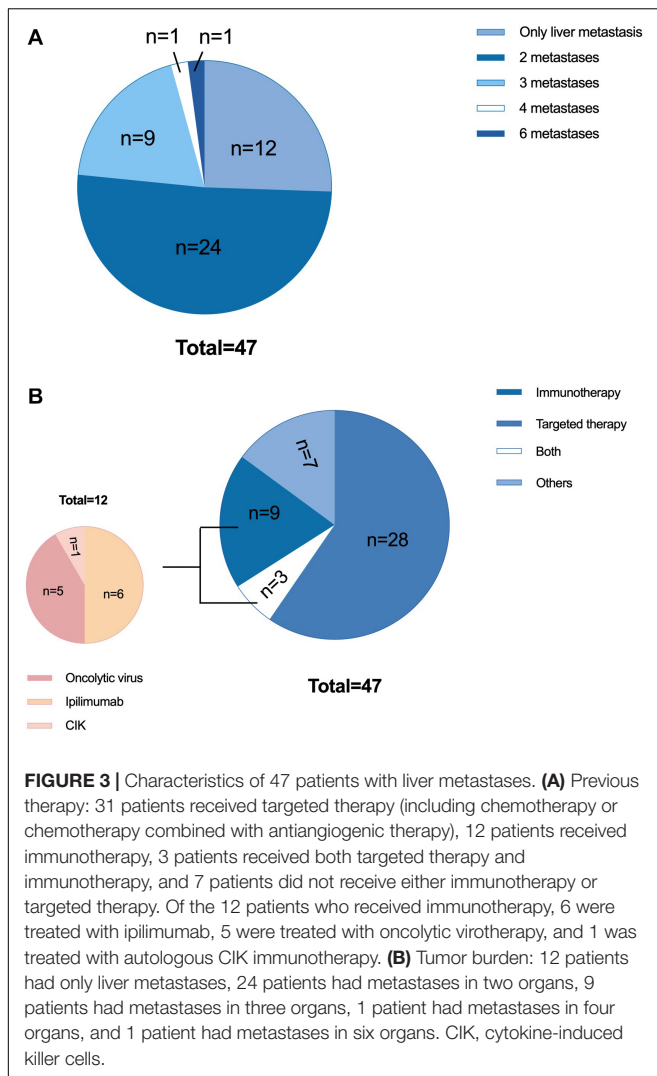 A
n=1
n=1
n=9
n=12
n=24
Total=47
Only liver metastasis
2 metastases
3 metastases
4 metastases
6 metastases
B
Total=12
n=1
n=5
n=6
Oncolytic virus
Ipilimumab
CIK
n=7
n=9
n=28
n=3
Total=47
Immunotherapy
Targeted therapy
Both
Others
FIGURE 3 | Characteristics of 47 patients with liver metastases. (A) Previous
therapy: 31 patients received targeted therapy (including chemotherapy or
chemotherapy combined with antiangiogenic therapy), 12 patients received
immunotherapy, 3 patients received both targeted therapy and
immunotherapy, and 7 patients did not receive either immunotherapy or
targeted therapy. Of the 12 patients who received immunotherapy, 6 were
treated with ipilimumab, 5 were treated with oncolytic virotherapy, and 1 was
treated with autologous CIK immunotherapy. (B) Tumor burden: 12 patients
had only liver metastases, 24 patients had metastases in two organs, 9
patients had metastases in three organs, 1 patient had metastases in four
organs, and 1 patient had metastases in six organs. CIK, cytokine-induced
killer cells.